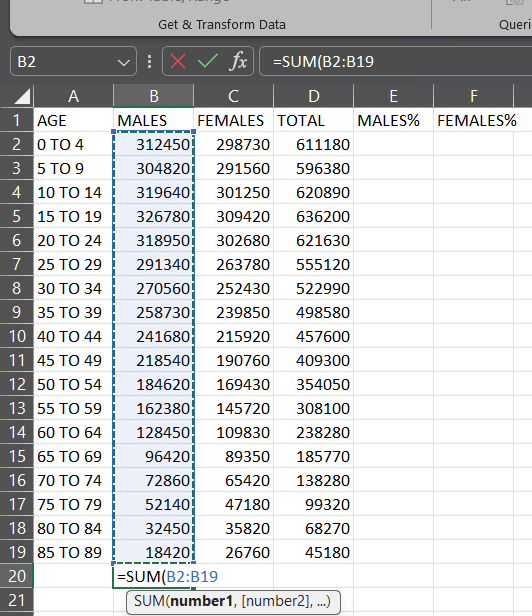 Get & Transform Data
Queri
B2 fx =SUM(B2:B19
A B C D E F
1 AGE MALES FEMALES TOTAL MALES% FEMALES%
2 0 TO 4 312450 298730 611180
3 5 TO 9 304820 291560 596380
4 10 TO 14 319640 301250 620890
5 15 TO 19 326780 309420 636200
6 20 TO 24 318950 302680 621630
7 25 TO 29 291340 263780 555120
8 30 TO 34 270560 252430 522990
9 35 TO 39 258730 239850 498580
10 40 TO 44 241680 215920 457600
11 45 TO 49 218540 190760 409300
12 50 TO 54 184620 169430 354050
13 55 TO 59 162380 145720 308100
14 60 TO 64 128450 109830 238280
15 65 TO 69 96420 89350 185770
16 70 TO 74 72860 65420 138280
17 75 TO 79 52140 47180 99320
18 80 TO 84 32450 35820 68270
19 85 TO 89 18420 26760 45180
20 =SUM(B2:B19
21 SUM(number1, [number2], ...)